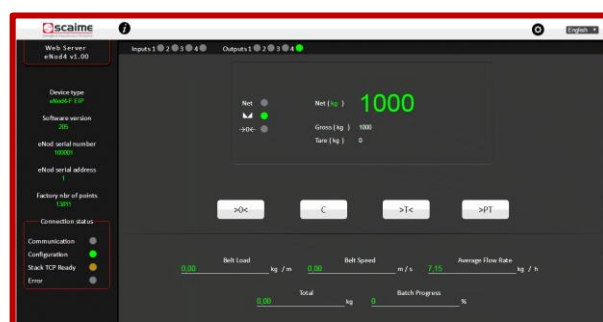 scaime
English
Web Server
eNod4 v1.00
Inputs 1 2 3 4
Outputs 1 2 3 4
Device type
eNod4-F EIP
Software version
205
eNod serial number
100001
eNod serial address
1
Factory nbr of points
13811
Connection status
Communication
Configuration
Stack TCP Ready
Error
Net
Net ( kg )
1000
>0<
Gross ( kg )
1000
Tare ( kg )
0
>0<
C
>T<
>PT
Belt Load
0,00
kg / m
Belt Speed
0,00
m / s
Average Flow Rate
7,15
kg / h
Total
0,00
kg
Batch Progress
0
%